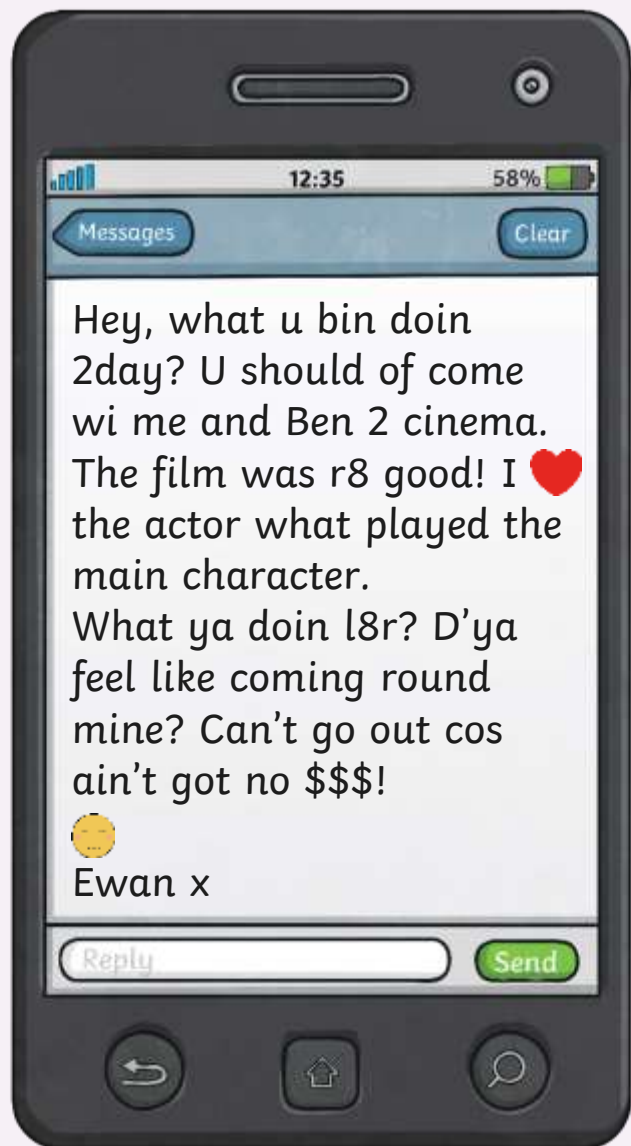 12:35 58%
Messages Clear
Hey, what u bin doin
2day? U should of come
wi me and Ben 2 cinema.
The film was r8 good! I ❤
the actor what played the
main character.
What ya doin l8r? D'ya
feel like coming round
mine? Can't go out cos
ain't got no $$$!
Ewan x
Reply Send